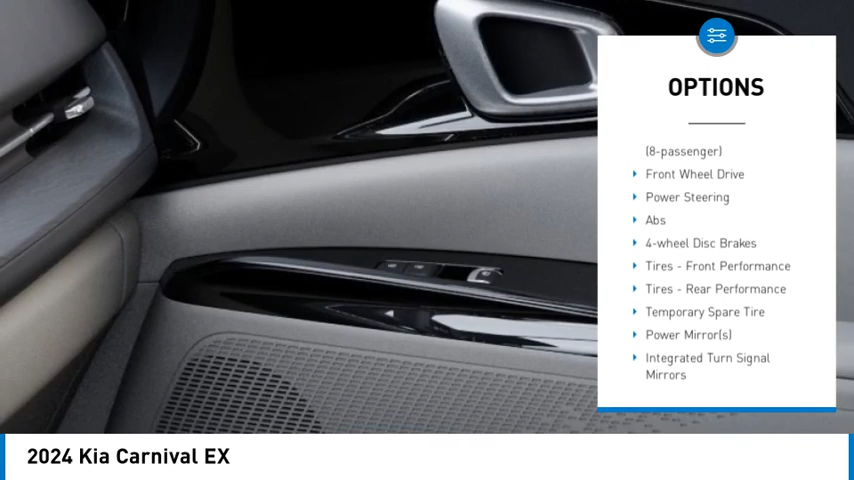 OPTIONS
(8-passenger)
Front Wheel Drive
Power Steering
Abs
4-wheel Disc Brakes
Tires - Front Performance
Tires - Rear Performance
Temporary Spare Tire
Power Mirror(s)
Integrated Turn Signal
Mirrors
2024 Kia Carnival EX